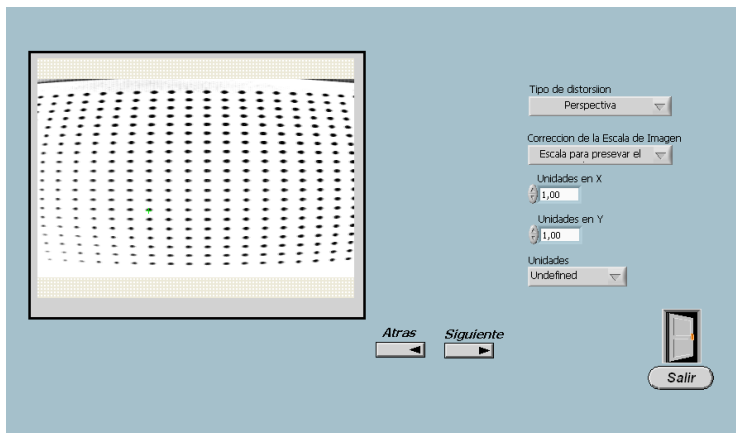 Tipo de distorsiion
Perspectiva
Correccion de la Escala de Imagen
Escala para presevar el
Unidades en X
1,00
Unidades en Y
1,00
Unidades
Undefined
Atras
Siguiente
Salir